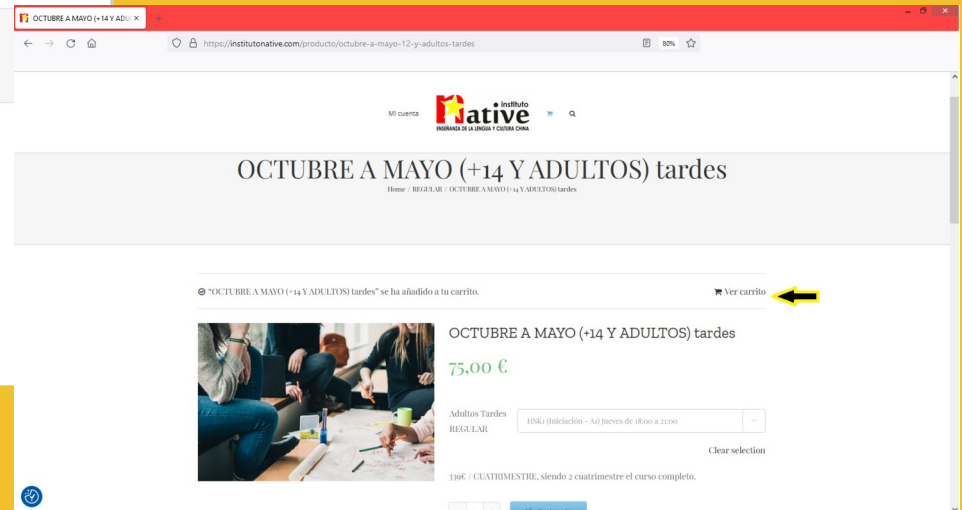 OCTUBRE A MAYO (+14 Y ADUL
https://institutonative.com/producto/octubre-a-mayo-12-y-adultos-tardes
80%
Mi cuenta
instituto
Native
ENSEÑANZA DE LA LENGUA Y CULTURA CHINA
OCTUBRE A MAYO (+14 Y ADULTOS) tardes
Home / REGULAR / OCTUBRE A MAYO (+14 Y ADULTOS) tardes
“OCTUBRE A MAYO (+14 Y ADULTOS) tardes” se ha añadido a tu carrito.
Ver carrito
OCTUBRE A MAYO (+14 Y ADULTOS) tardes
75,00 €
Adultos Tardes
REGULAR
HSK1 (Iniciación - A1) Jueves de 18:00 a 21:00
Clear selection
339€ / CUATRIMESTRE, siendo 2 cuatrimestre el curso completo.